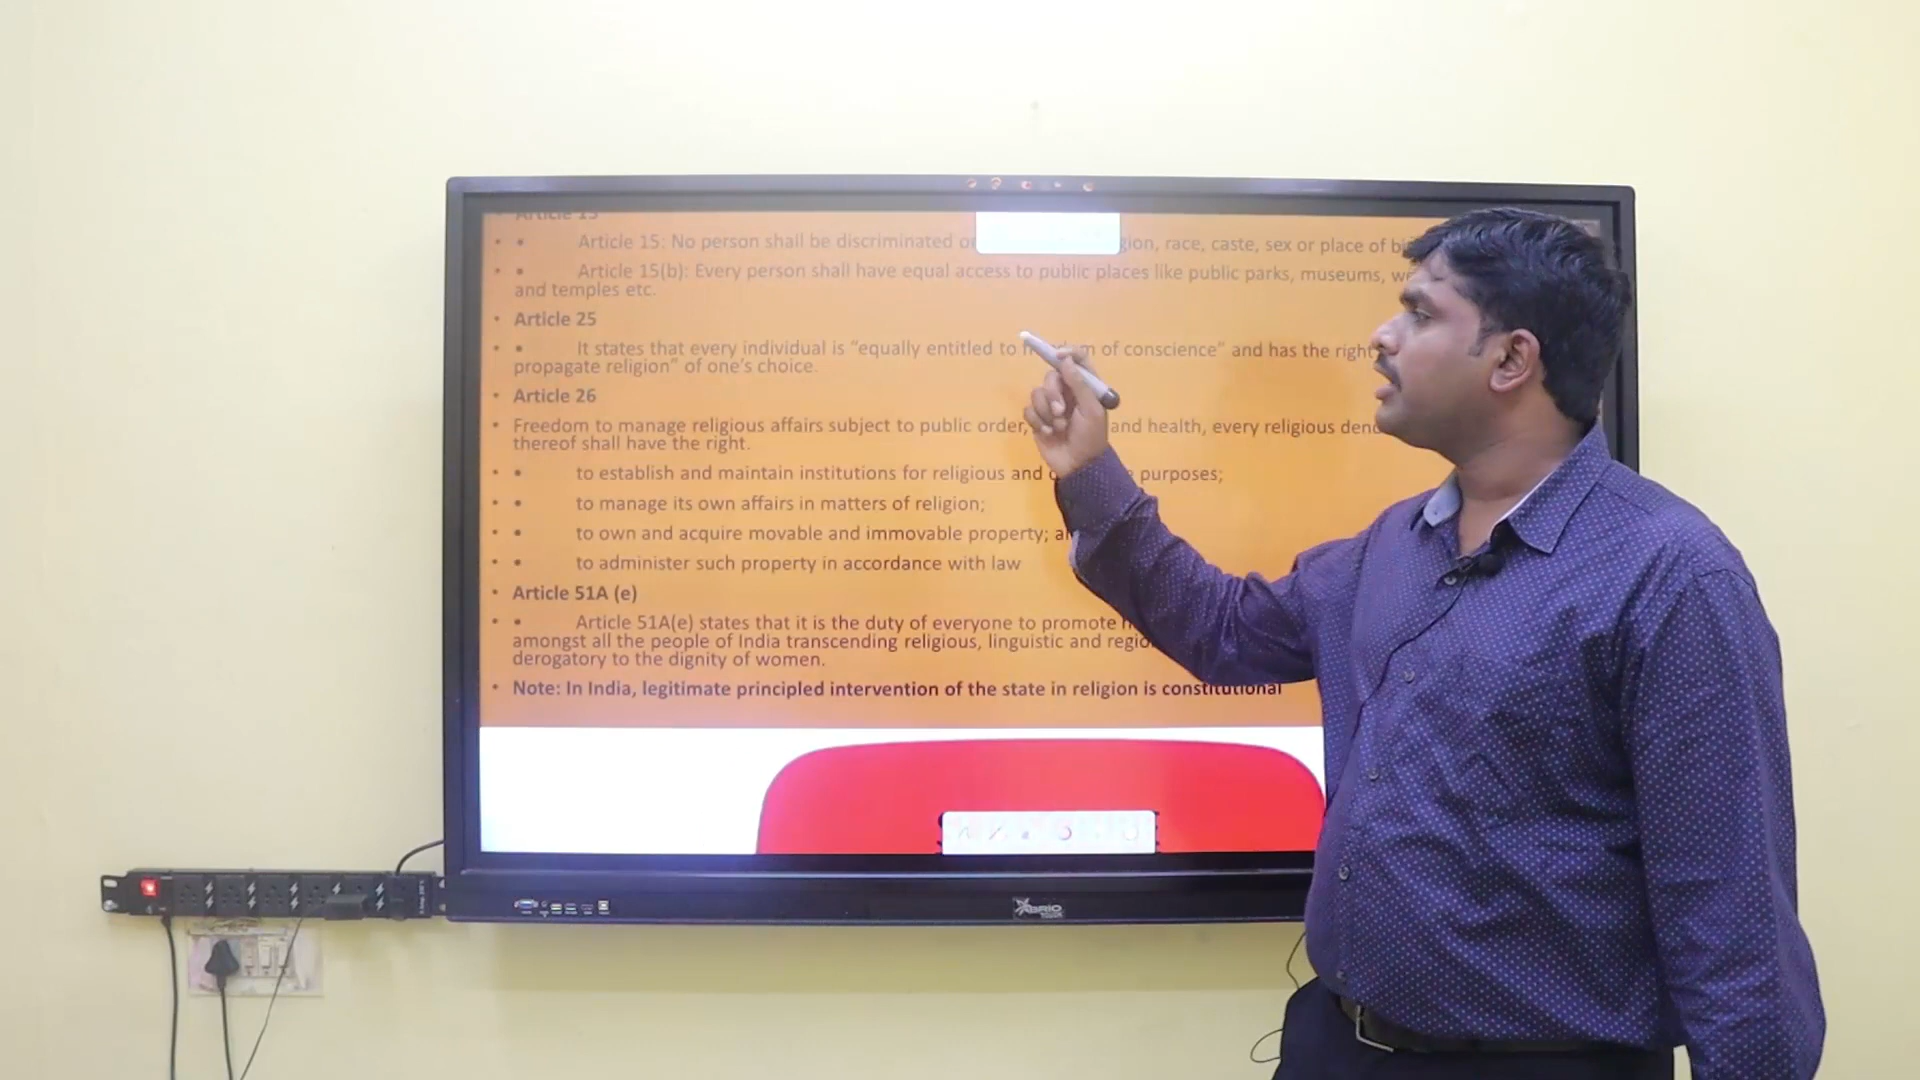 Article 15
• • Article 15: No person shall be discriminated race, caste, sex or place of
• • Article 15(b): Every person shall have equal access to public places like public parks, museums,
and temples etc.
• Article 25
• • It states that every individual is “equally entitled to of conscience” and has the right
propagate religion” of one’s choice.
• Article 26
• Freedom to manage religious affairs subject to public order, and health, every religious
thereof shall have the right.
• • to establish and maintain institutions for religious and purposes;
• • to manage its own affairs in matters of religion;
• • to own and acquire movable and immovable property;
• • to administer such property in accordance with law
• Article 51A (e)
• • Article 51A(e) states that it is the duty of everyone to promote
amongst all the people of India transcending religious, linguistic and
derogatory to the dignity of women.
• Note: In India, legitimate principled intervention of the state in religion is constitutional